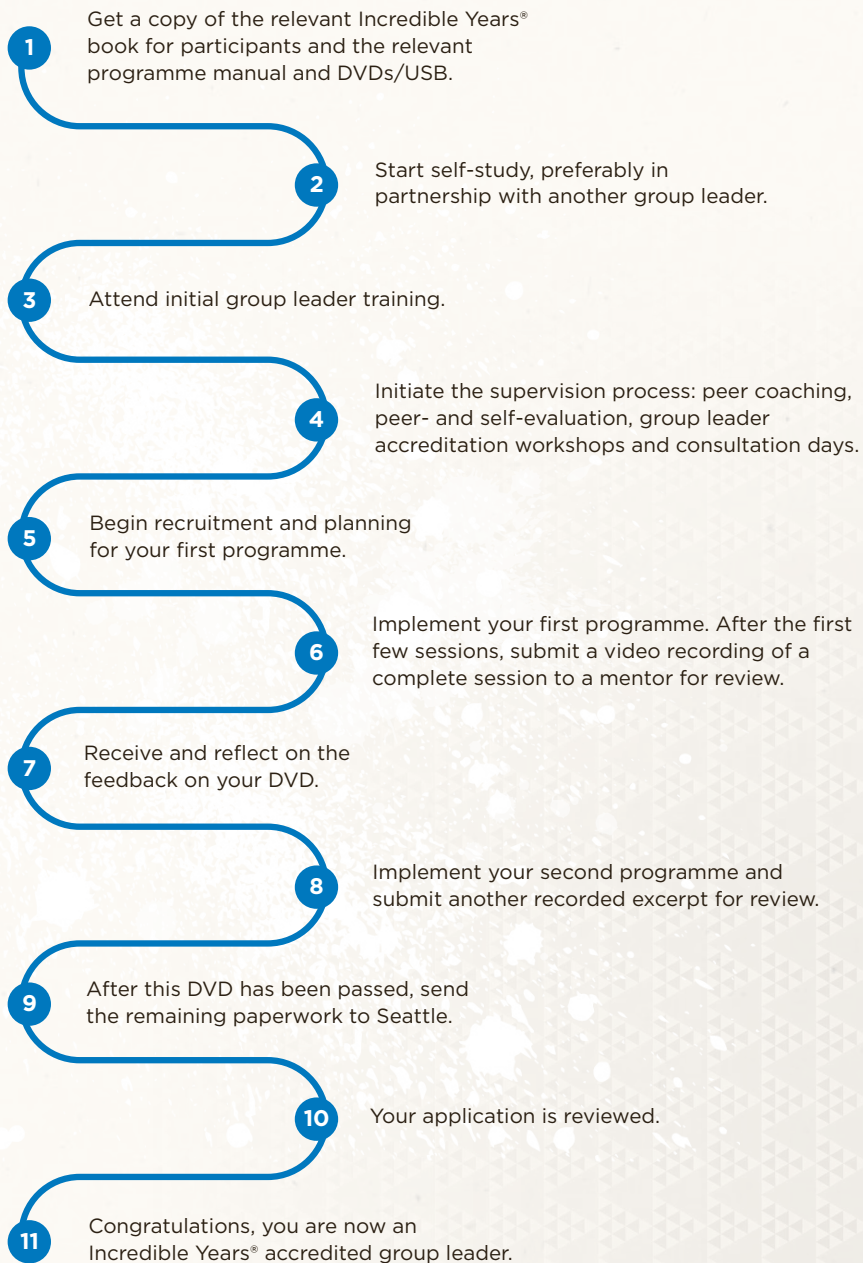 1
Get a copy of the relevant Incredible Years®
book for participants and the relevant
programme manual and DVDs/USB.
2
Start self-study, preferably in
partnership with another group leader.
3
Attend initial group leader training.
4
Initiate the supervision process: peer coaching,
peer- and self-evaluation, group leader
accreditation workshops and consultation days.
5
Begin recruitment and planning
for your first programme.
6
Implement your first programme. After the first
few sessions, submit a video recording of a
complete session to a mentor for review.
7
Receive and reflect on the
feedback on your DVD.
8
Implement your second programme and
submit another recorded excerpt for review.
9
After this DVD has been passed, send
the remaining paperwork to Seattle.
10
Your application is reviewed.
11
Congratulations, you are now an
Incredible Years® accredited group leader.